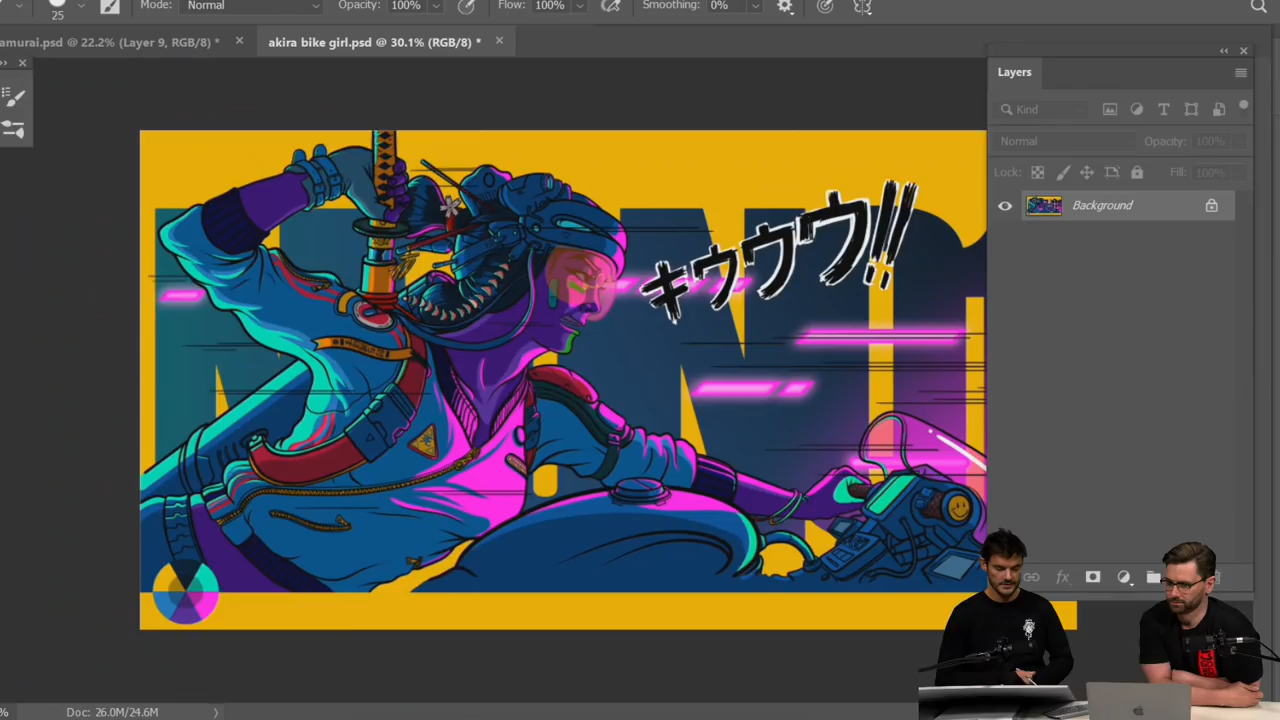 25
Mode:
Normal
Opacity:
100%
Flow:
100%
Smoothing:
0%
amurai.psd @ 22.2% (Layer 9, RGB/8) *
akira bike girl.psd @ 30.1% (RGB/8) *
Layers
Kind
Normal
Opacity:
100%
Lock:
Fill:
100%
Background
キウウウ!!
fx
%
Doc: 26.0M/24.6M